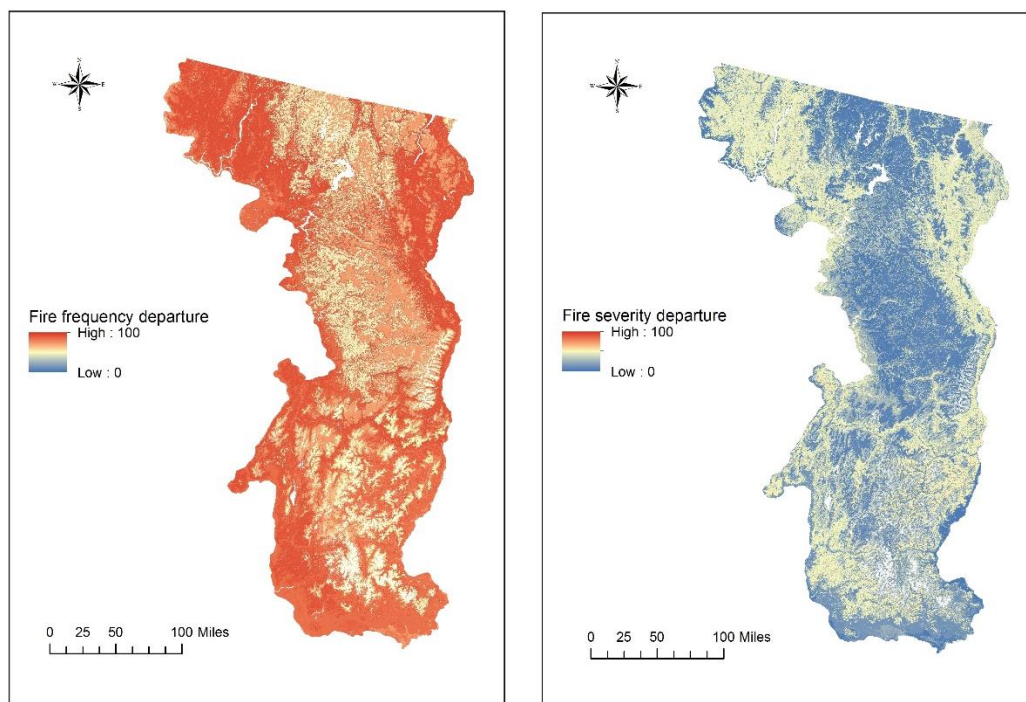 N
W E
S
Fire frequency departure
High : 100
Low : 0
0 25 50 100 Miles
N
W E
S
Fire severity departure
High : 100
Low : 0
0 25 50 100 Miles